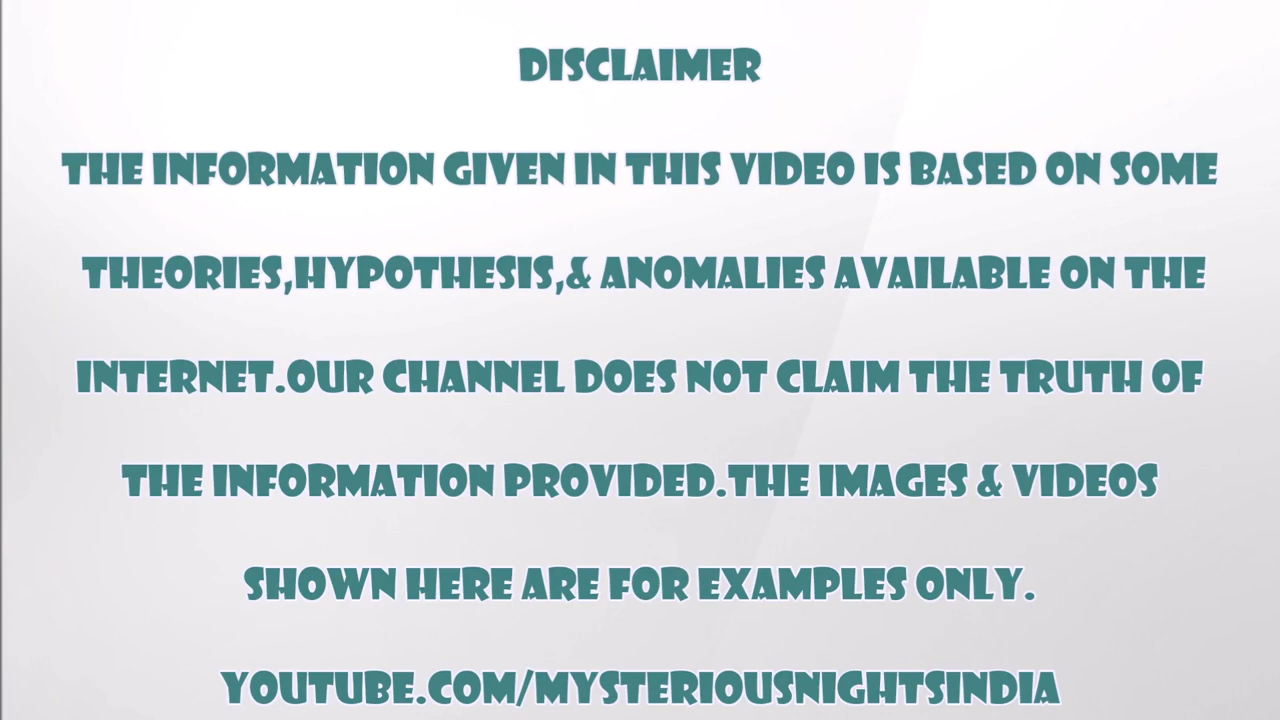 DISCLAIMER
THE INFORMATION GIVEN IN THIS VIDEO IS BASED ON SOME
THEORIES,HYPOTHESIS,& ANOMALIES AVAILABLE ON THE
INTERNET.OUR CHANNEL DOES NOT CLAIM THE TRUTH OF
THE INFORMATION PROVIDED.THE IMAGES & VIDEOS
SHOWN HERE ARE FOR EXAMPLES ONLY.
YOUTUBE.COM/MYSTERIOUSNIGHTSINDIA